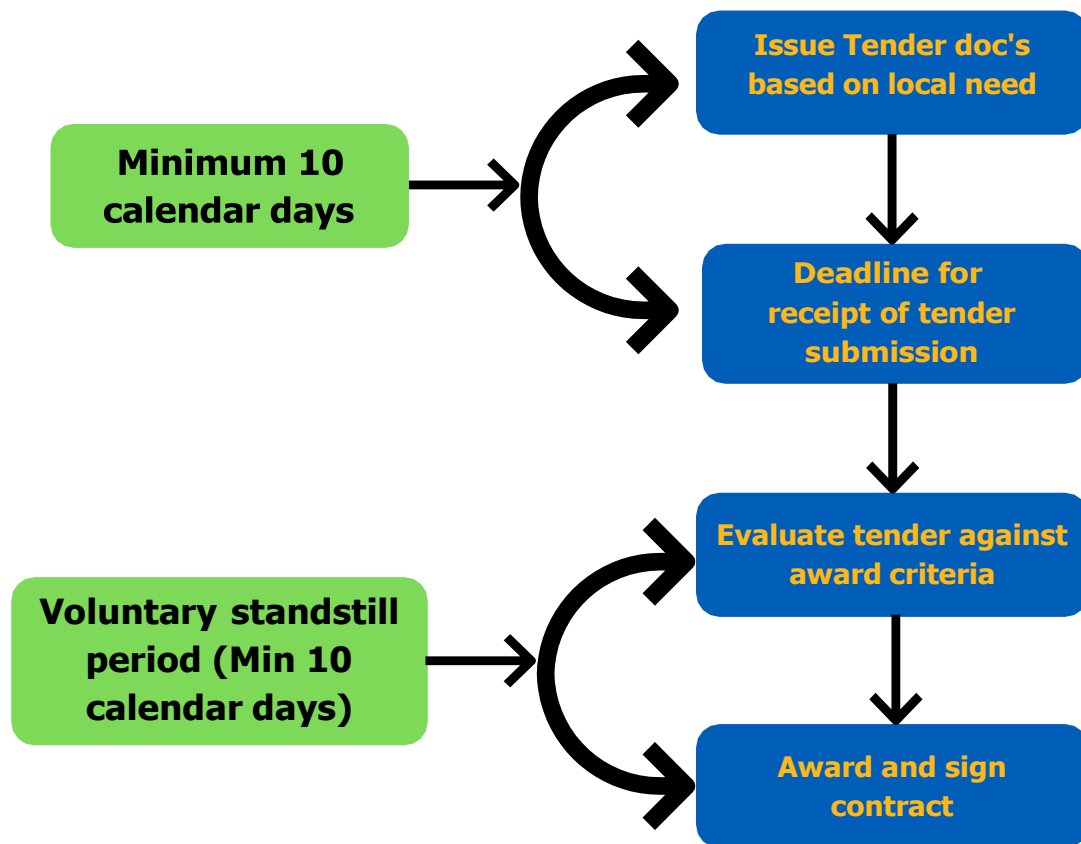 Issue Tender doc's
based on local need
Minimum 10
calendar days
Deadline for
receipt of tender
submission
Evaluate tender against
award criteria
Voluntary standstill
period (Min 10
calendar days)
Award and sign
contract